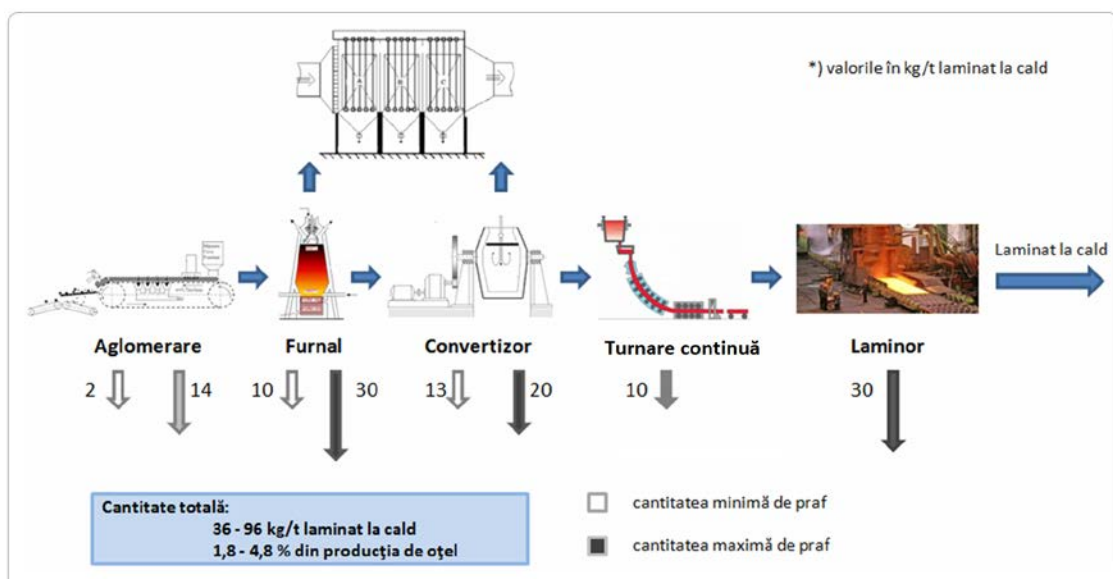 *) valorile în kg/t laminat la cald
A B C
Laminat la cald
Aglomerare Furnal Convertizor Turnare continuă Laminor
2 14 10 30 13 20 10 30
Cantitate totală:
36 - 96 kg/t laminat la cald
1,8 - 4,8 % din producția de oțel
cantitatea minimă de praf
cantitatea maximă de praf